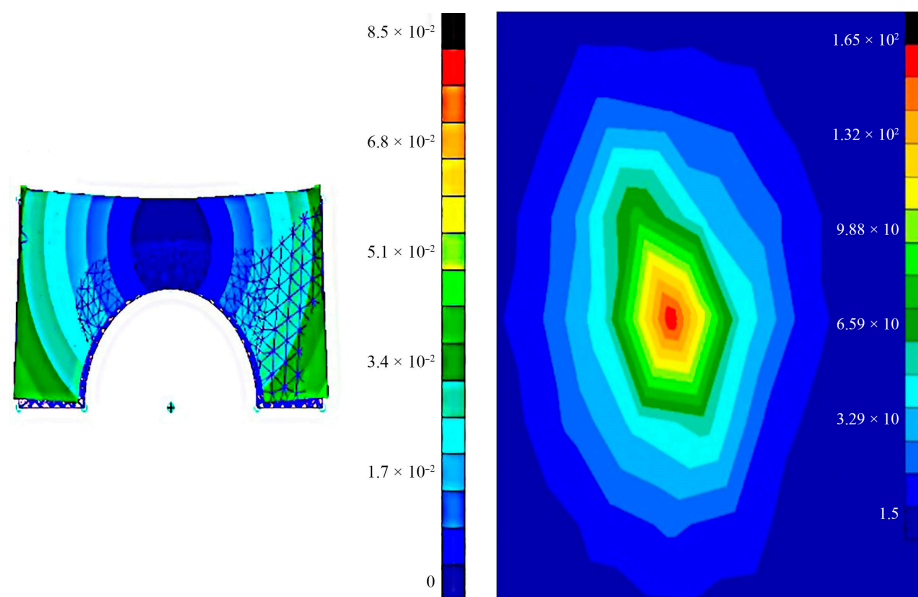 8.5 × 10⁻²
6.8 × 10⁻²
5.1 × 10⁻²
3.4 × 10⁻²
1.7 × 10⁻²
0
1.65 × 10²
1.32 × 10²
9.88 × 10
6.59 × 10
3.29 × 10
1.5